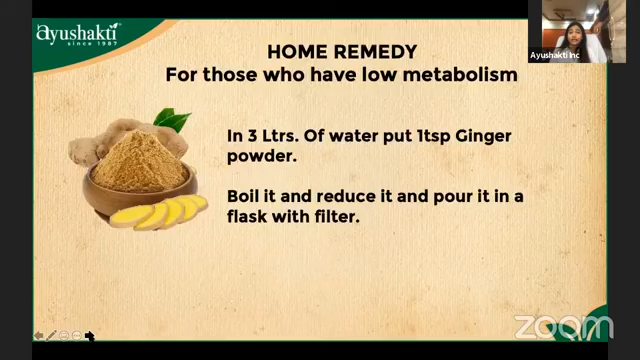 ayushakti
since 1987
HOME REMEDY
For those who have low metabolism
Ayushakti Inc
In 3 Ltrs. Of water put 1tsp Ginger
powder.
Boil it and reduce it and pour it in a
flask with filter.
zoom